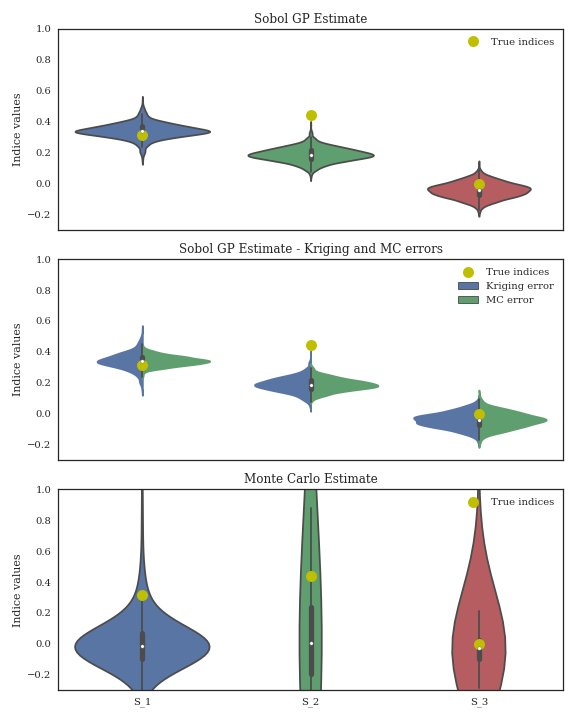 Sobol GP Estimate
1.0
0.8
0.6
0.4
0.2
0.0
−0.2
Indice values
True indices
Sobol GP Estimate - Kriging and MC errors
1.0
0.8
0.6
0.4
0.2
0.0
−0.2
Indice values
True indices
Kriging error
MC error
Monte Carlo Estimate
1.0
0.8
0.6
0.4
0.2
0.0
−0.2
Indice values
True indices
S_1 S_2 S_3